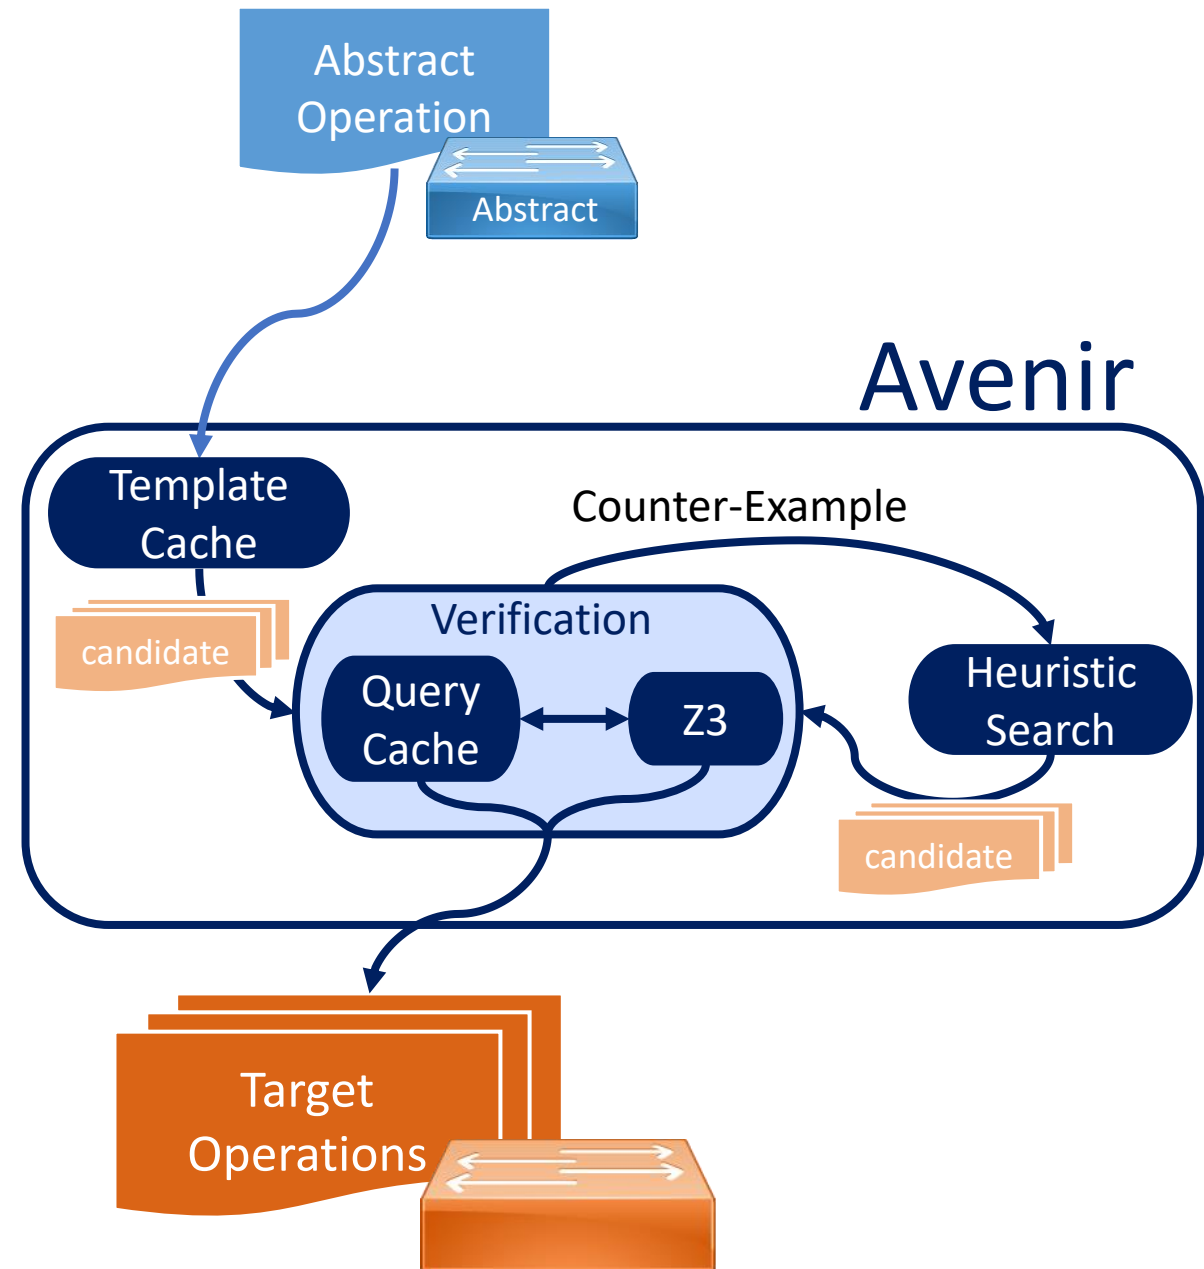 Abstract
Operation
Abstract
Avenir
Template
Cache
Counter-Example
candidate
Verification
Query
Cache
Z3
Heuristic
Search
candidate
Target
Operations